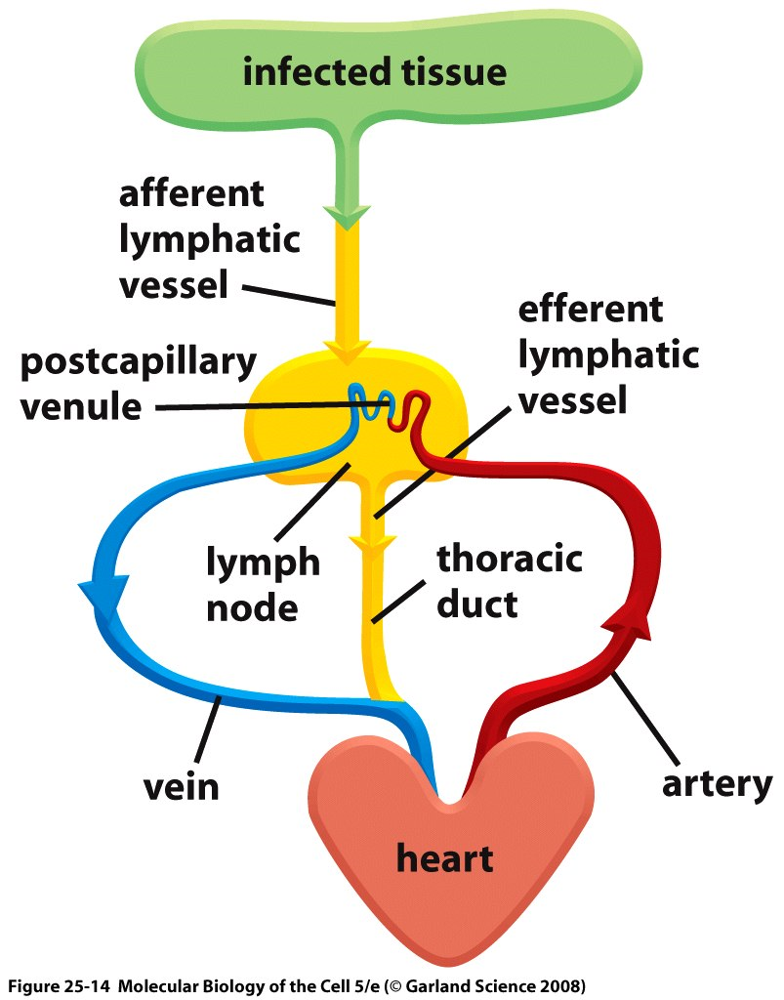 infected tissue
afferent
lymphatic
vessel
efferent
lymphatic
vessel
postcapillary
venule
lymph
node
thoracic
duct
vein
artery
heart
Figure 25-14  Molecular Biology of the Cell 5/e (© Garland Science 2008)